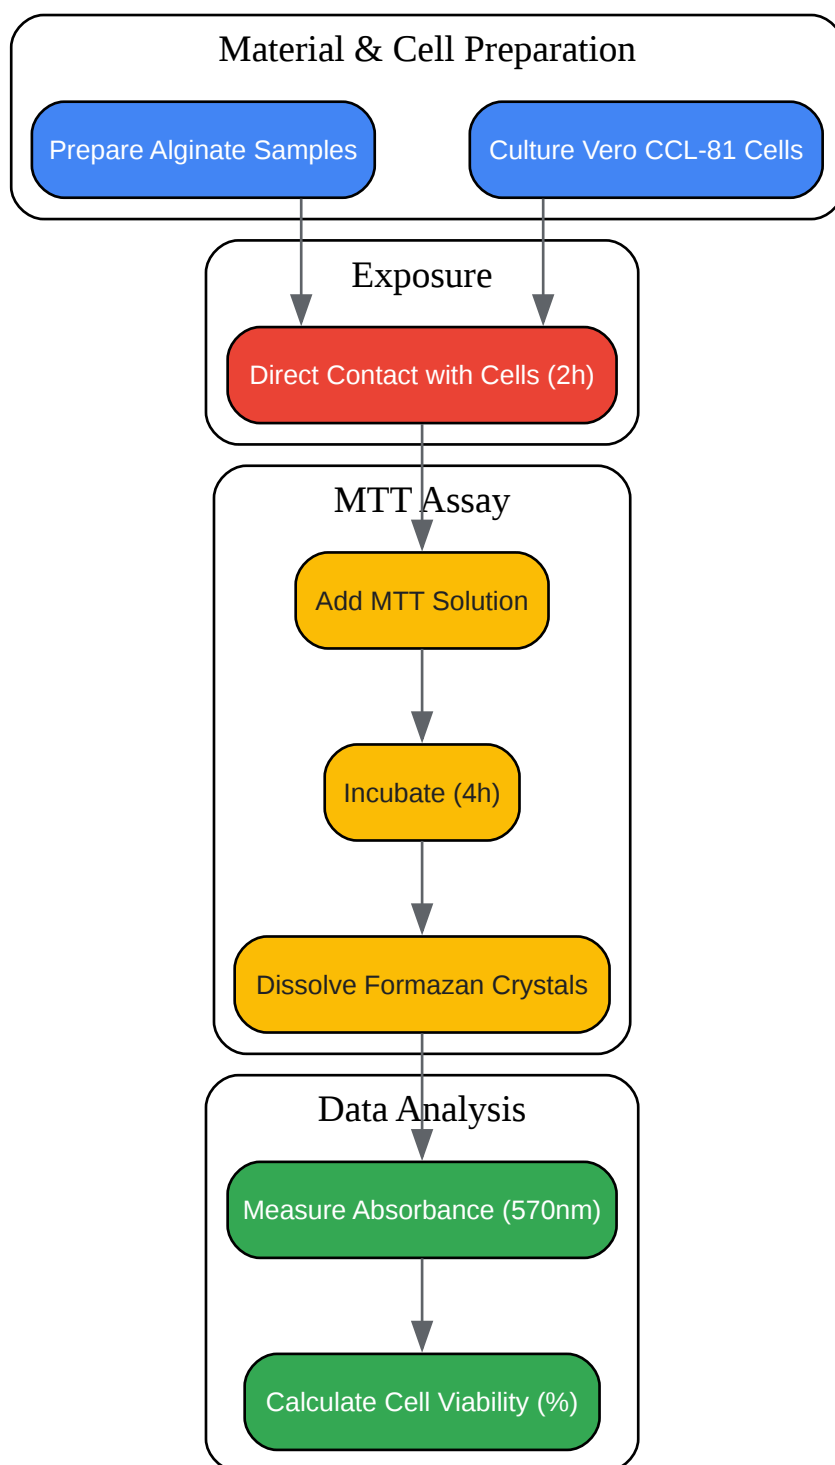 Material & Cell Preparation
Prepare Alginate Samples
Culture Vero CCL-81 Cells
Exposure
Direct Contact with Cells (2h)
MTT Assay
Add MTT Solution
Incubate (4h)
Dissolve Formazan Crystals
Data Analysis
Measure Absorbance (570nm)
Calculate Cell Viability (%)